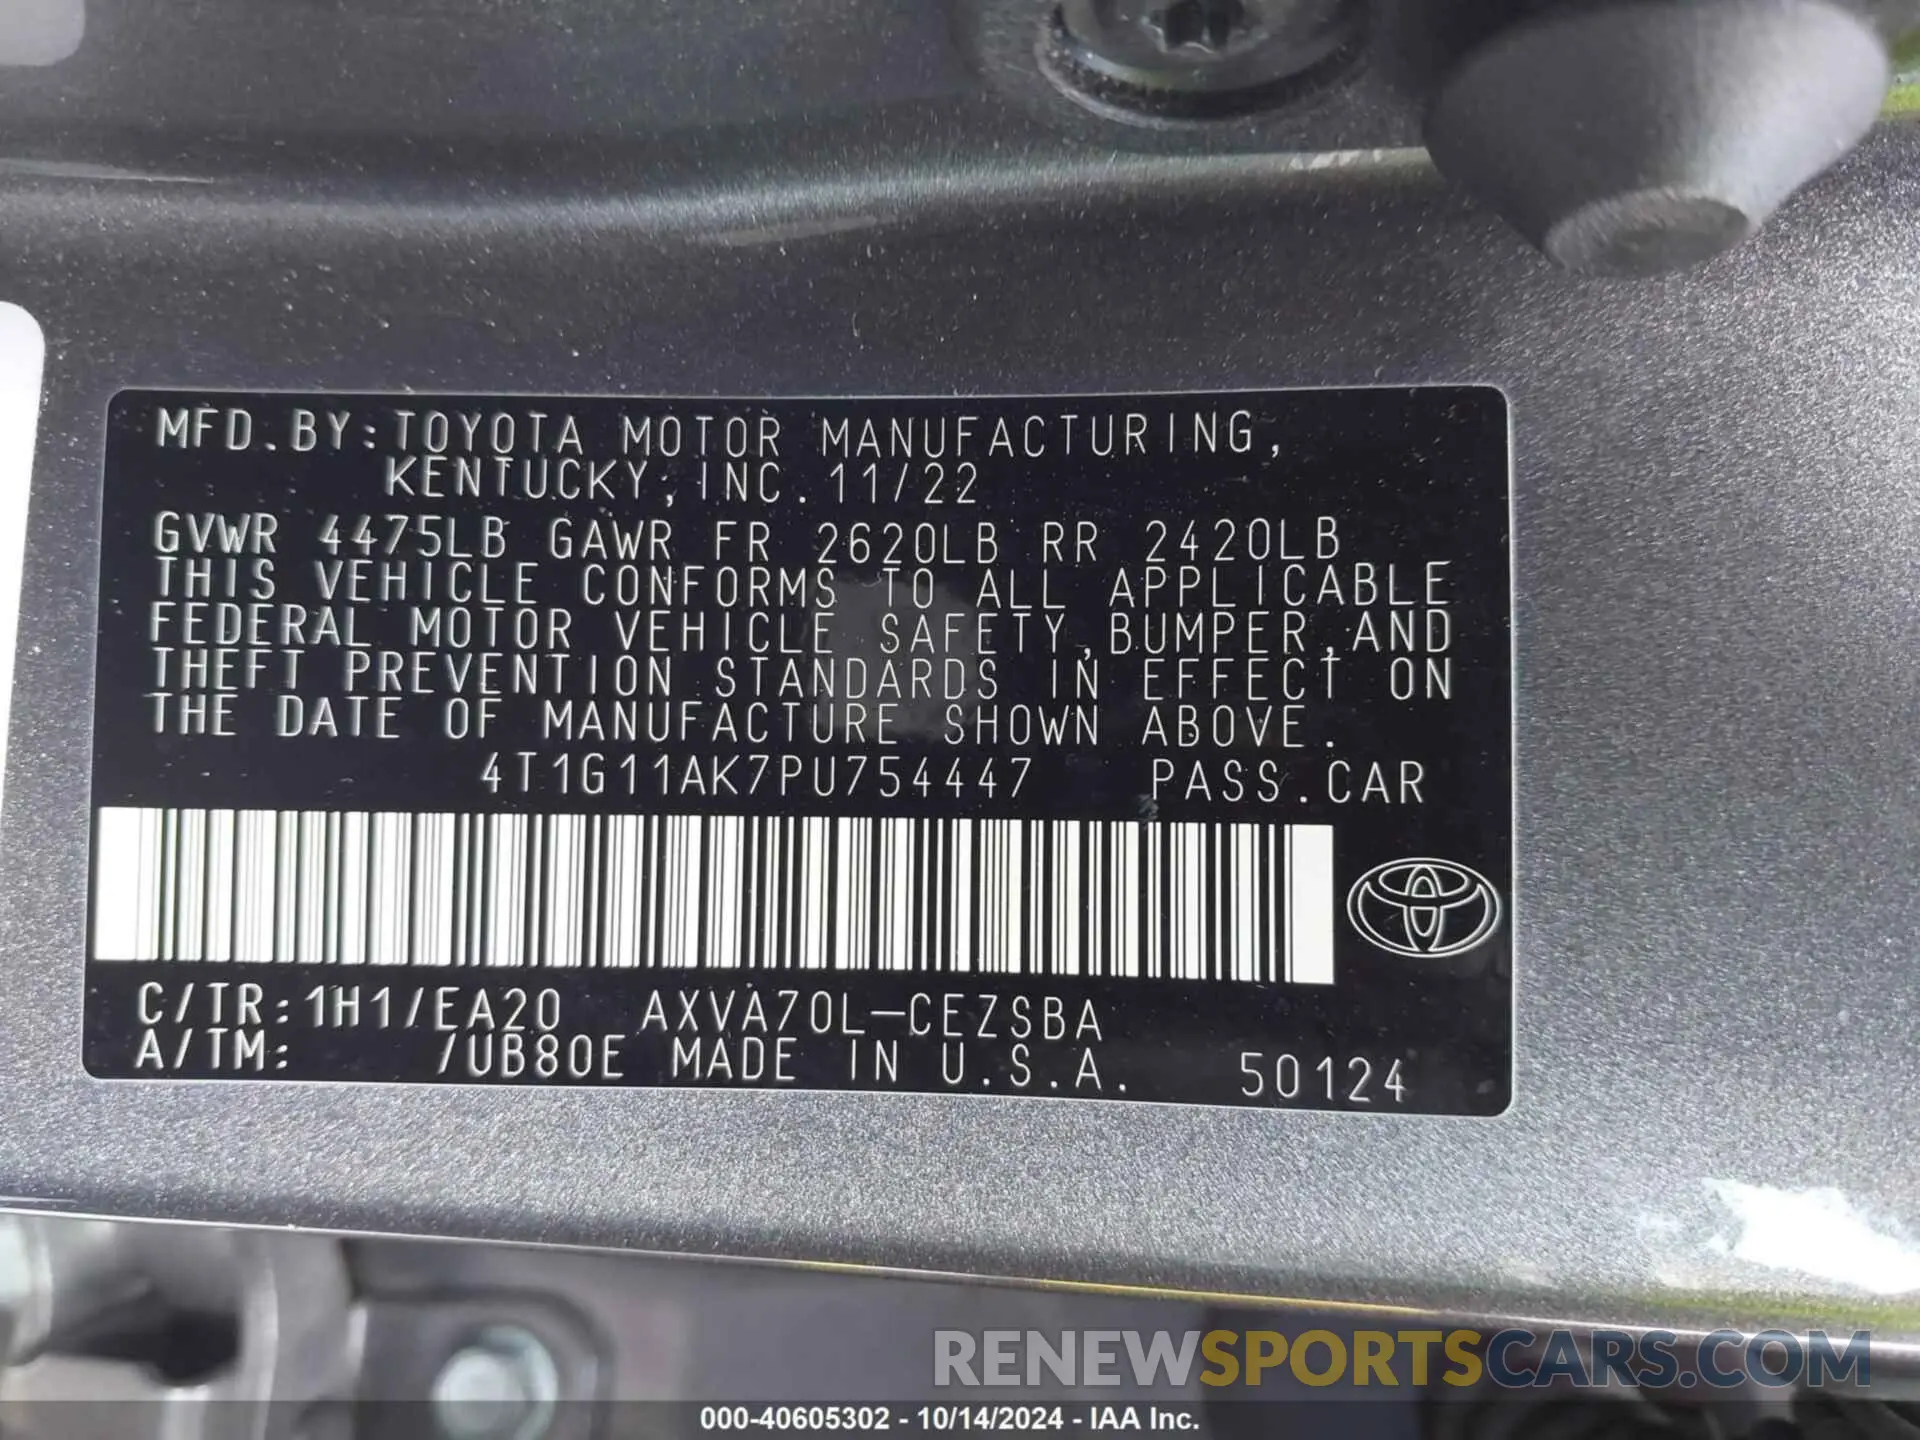 MFD.BY:TOYOTA MOTOR MANUFACTURING,
KENTUCKY,INC.11/22
GVWR 4475LB GAWR FR 2620LB RR 2420LB
THIS VEHICLE CONFORMS TO ALL APPLICABLE
FEDERAL MOTOR VEHICLE SAFETY,BUMPER,AND
THEFT PREVENTION STANDARDS IN EFFECT ON
THE DATE OF MANUFACTURE SHOWN ABOVE.
4T1G11AK7PU754447 PASS.CAR
C/TR:1H1/EA20 AXVA70L-CEZSBA
A/TM: /UB80E MADE IN U.S.A. 50124
RENEWSPORTSCARS.COM
000-40605302 - 10/14/2024 - IAA Inc.